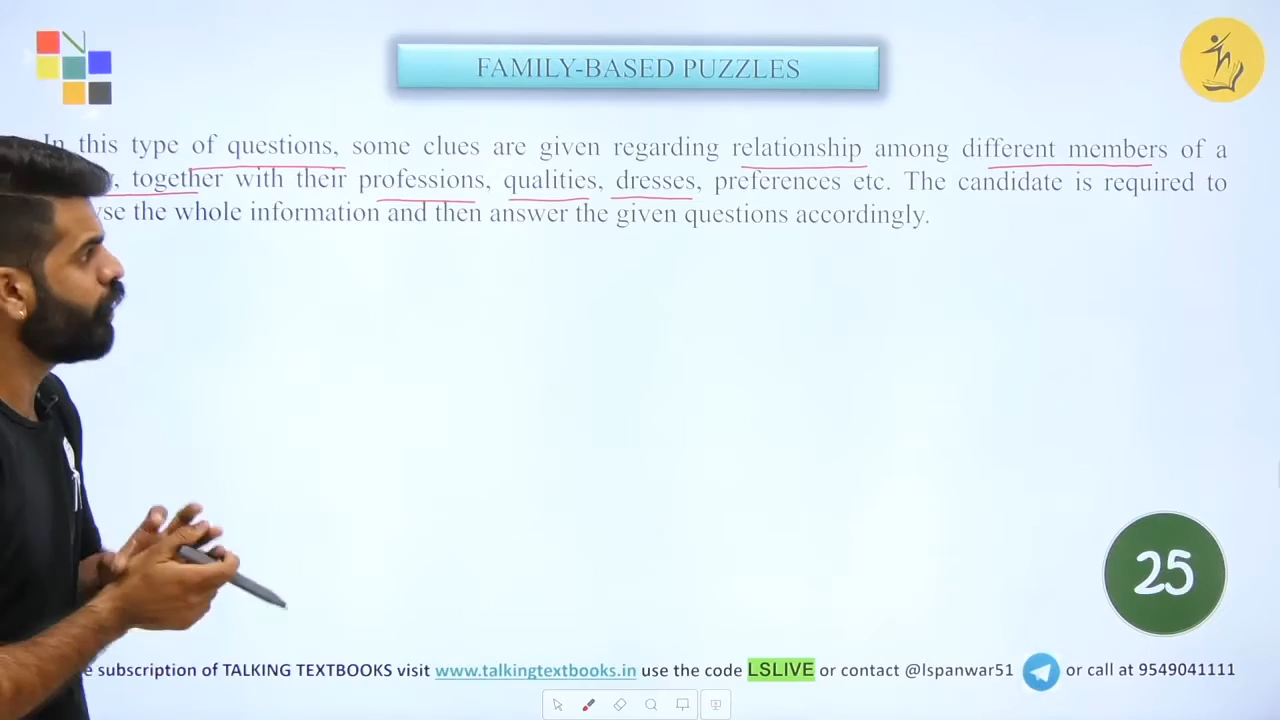 FAMILY-BASED PUZZLES
In this type of questions, some clues are given regarding relationship among different members of a
together with their professions, qualities, dresses, preferences etc. The candidate is required to
the whole information and then answer the given questions accordingly.
25
subscription of TALKING TEXTBOOKS visit www.talkingtextbooks.in use the code LSLIVE or contact @lspanwar51 or call at 9549041111